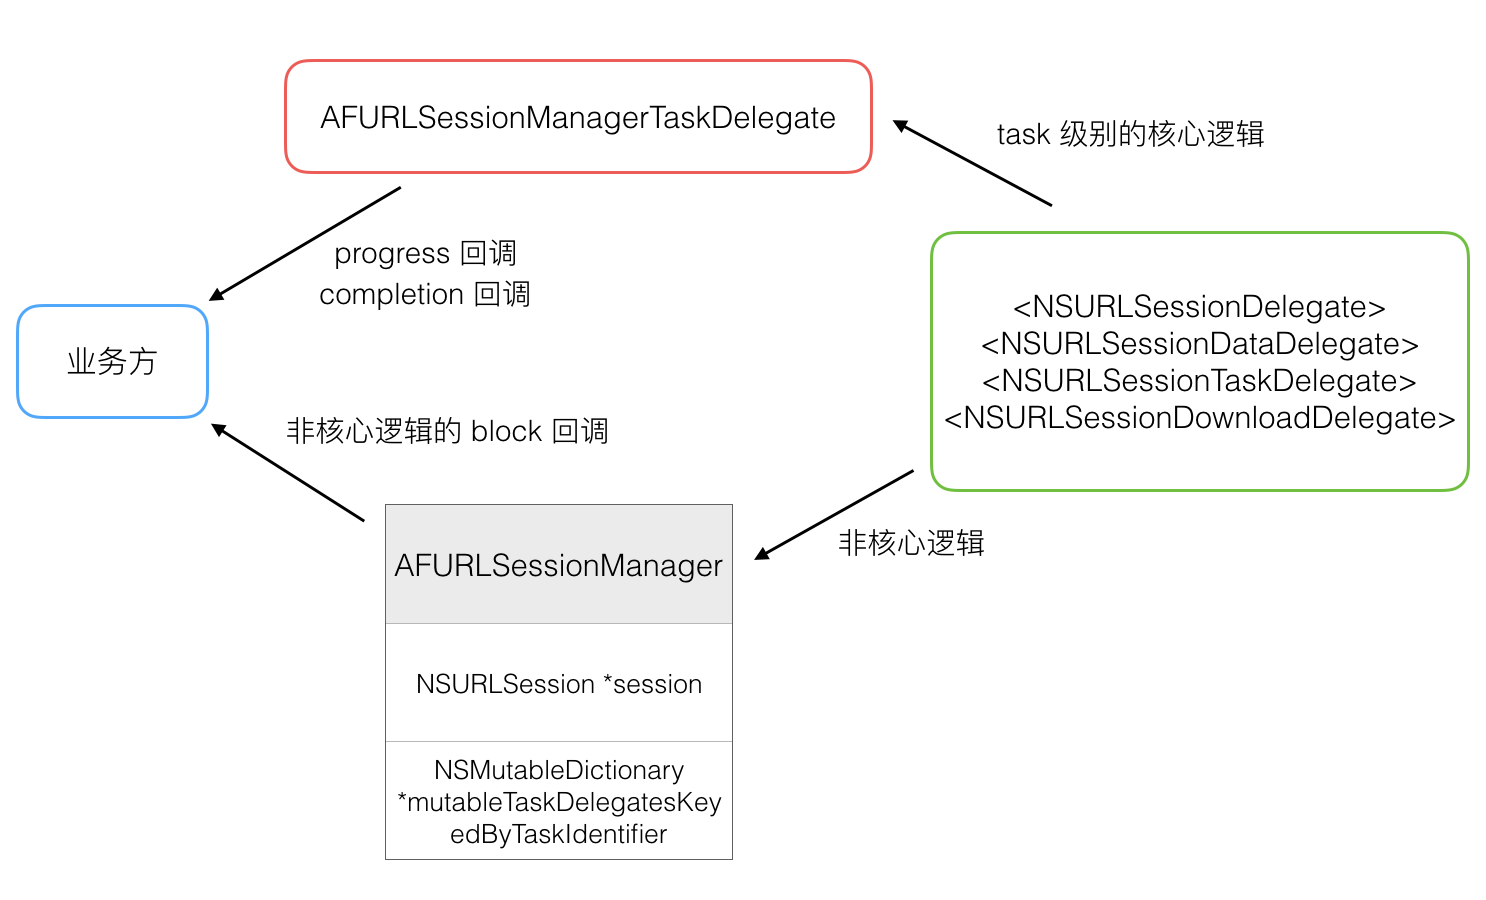 AFURLSessionManagerTaskDelegate
task 级别的核心逻辑
progress 回调
completion 回调
<NSURLSessionDelegate>
<NSURLSessionDataDelegate>
<NSURLSessionTaskDelegate>
<NSURLSessionDownloadDelegate>
业务方
非核心逻辑的 block 回调
非核心逻辑
AFURLSessionManager
NSURLSession *session
NSMutableDictionary
*mutableTaskDelegatesKey
edByTaskIdentifier